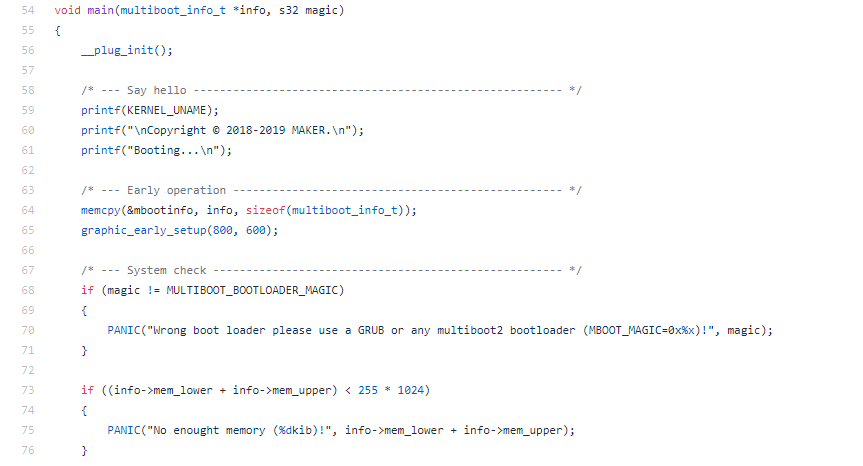 54 void main(multiboot_info_t *info, s32 magic)
55 {
56     __plug_init();
57
58     /* --- Say hello -------------------------------------------------------- */
59     printf(KERNEL_UNAME);
60     printf("\nCopyright © 2018-2019 MAKER.\n");
61     printf("Booting...\n");
62
63     /* --- Early operation -------------------------------------------------- */
64     memcpy(&mbootinfo, info, sizeof(multiboot_info_t));
65     graphic_early_setup(800, 600);
66
67     /* --- System check ----------------------------------------------------- */
68     if (magic != MULTIBOOT_BOOTLOADER_MAGIC)
69     {
70         PANIC("Wrong boot loader please use a GRUB or any multiboot2 bootloader (MBOOT_MAGIC=0x%x)!", magic);
71     }
72
73     if ((info->mem_lower + info->mem_upper) < 255 * 1024)
74     {
75         PANIC("No enought memory (%dkib)!", info->mem_lower + info->mem_upper);
76     }